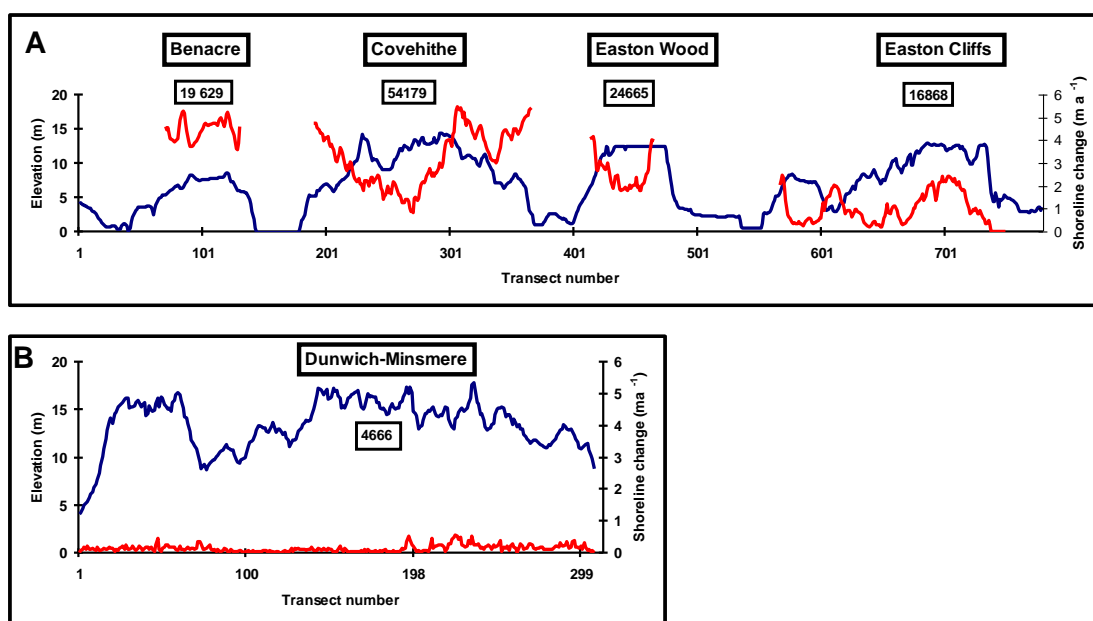 A
Benacre Covehithe Easton Wood Easton Cliffs
19 629 54179 24665 16868
Elevation (m)
20
15
10
5
0
Shoreline change (m a ⁻¹)
6
5
4
3
2
1
0
1 101 201 301 401 501 601 701
Transect number
B
Dunwich-Minsmere
4666
Elevation (m)
20
15
10
5
0
Shoreline change (ma ⁻¹)
6
5
4
3
2
1
0
1 100 198 299
Transect number